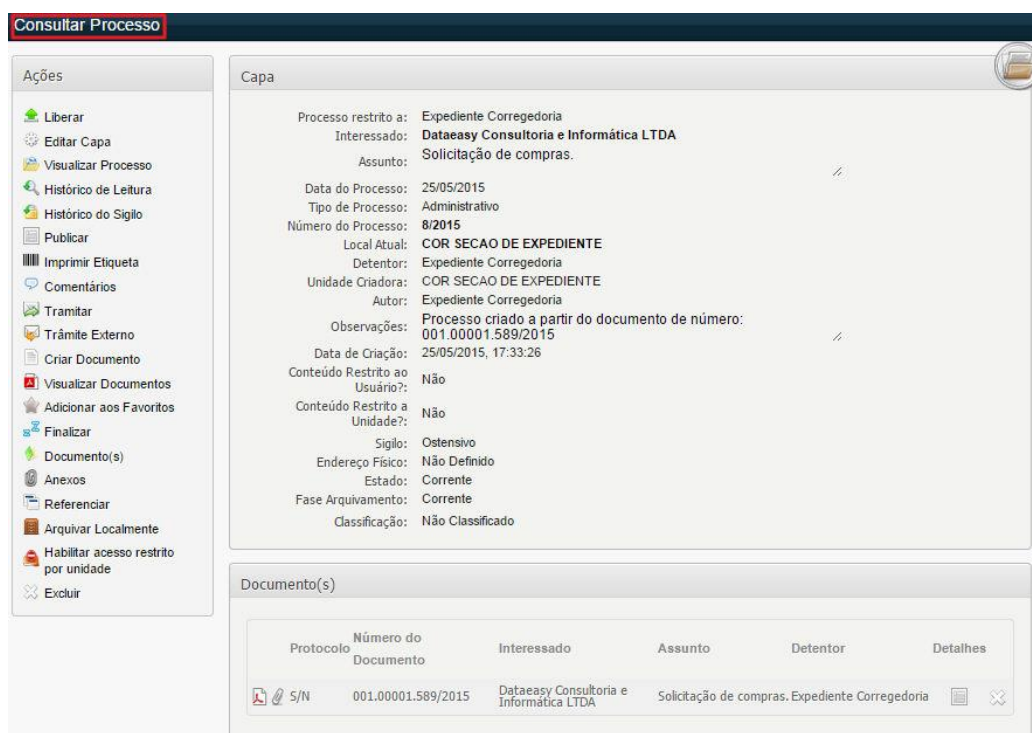 Consultar Processo
Ações
Liberar
Editar Capa
Visualizar Processo
Histórico de Leitura
Histórico do Sigilo
Publicar
Imprimir Etiqueta
Comentários
Tramitar
Trâmite Externo
Criar Documento
Visualizar Documentos
Adicionar aos Favoritos
Finalizar
Documento(s)
Anexos
Referenciar
Arquivar Localmente
Habilitar acesso restrito
por unidade
Excluir
Capa
Processo restrito a: Expediente Corregedoria
Interessado: Dataeasy Consultoria e Informática LTDA
Assunto: Solicitação de compras.
Data do Processo: 25/05/2015
Tipo de Processo: Administrativo
Número do Processo: 8/2015
Local Atual: COR SECAO DE EXPEDIENTE
Detentor: Expediente Corregedoria
Unidade Criadora: COR SECAO DE EXPEDIENTE
Autor: Expediente Corregedoria
Observações: Processo criado a partir do documento de número:
001.00001.589/2015
Data de Criação: 25/05/2015, 17:33:26
Conteúdo Restrito ao
Usuário?: Não
Conteúdo Restrito a
Unidade?: Não
Sigilo: Ostensivo
Endereço Físico: Não Definido
Estado: Corrente
Fase Arquivamento: Corrente
Classificação: Não Classificado
Documento(s)
Protocolo Número do
Documento Interessado Assunto Detentor Detalhes
S/N 001.00001.589/2015 Dataeasy Consultoria e
Informática LTDA Solicitação de compras. Expediente Corregedoria